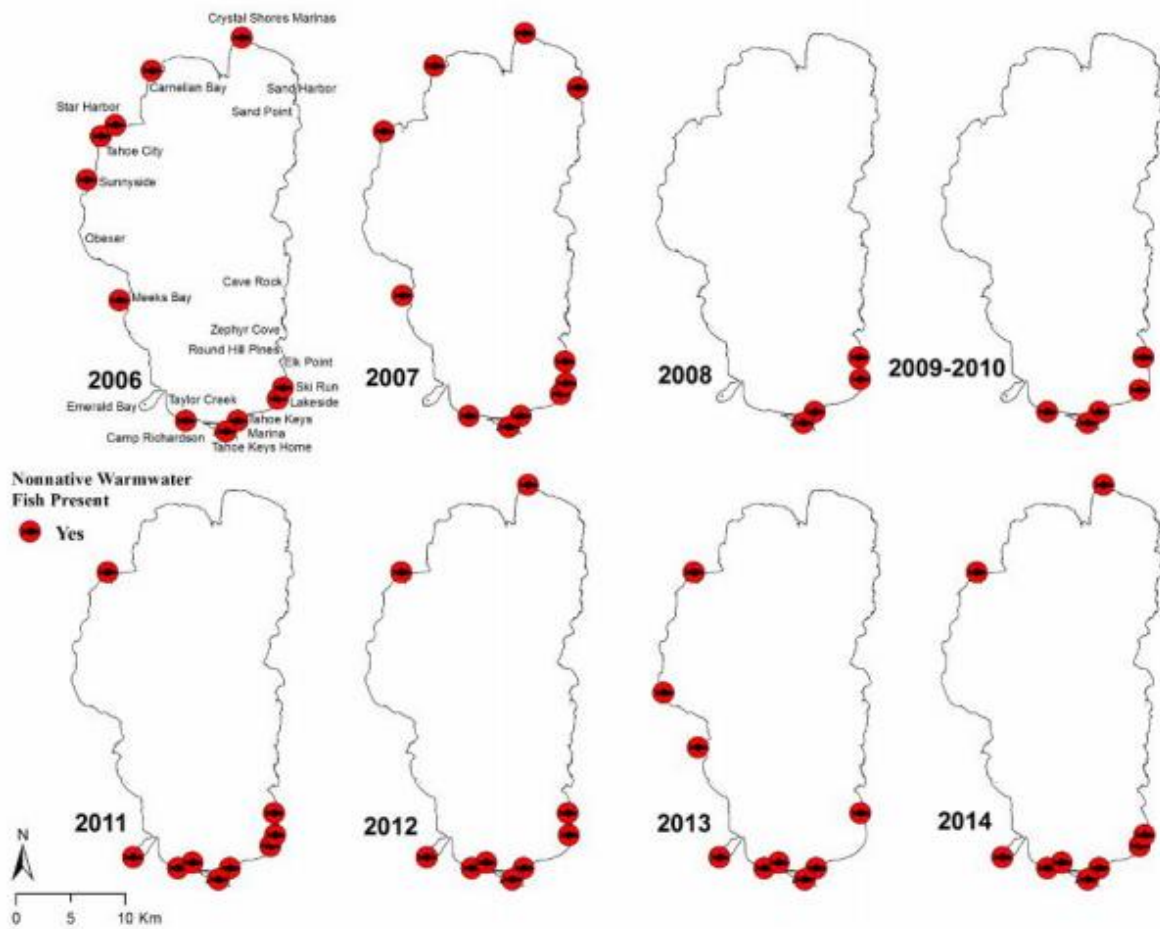 Crystal Shores Marinas
Carnelian Bay
Sand Harbor
Star Harbor
Sand Point
Tahoe City
Sunnyside
Obexer
Cave Rock
Meeks Bay
Zephyr Cove
Round Hill Pines
Elk Point
2006
2007
2008
2009-2010
Ski Run
Emerald Bay
Taylor Creek
Lakeside
Tahoe Keys
Marina
Camp Richardson
Tahoe Keys Home
Nonnative Warmwater
Fish Present
Yes
2011
2012
2013
2014
N
0 5 10 Km